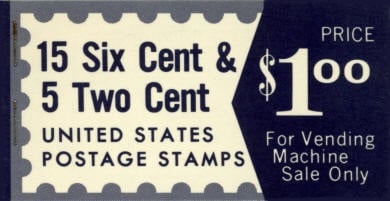 15 Six Cent &
5 Two Cent
UNITED STATES
POSTAGE STAMPS
PRICE
$1.00
For Vending
Machine
Sale Only